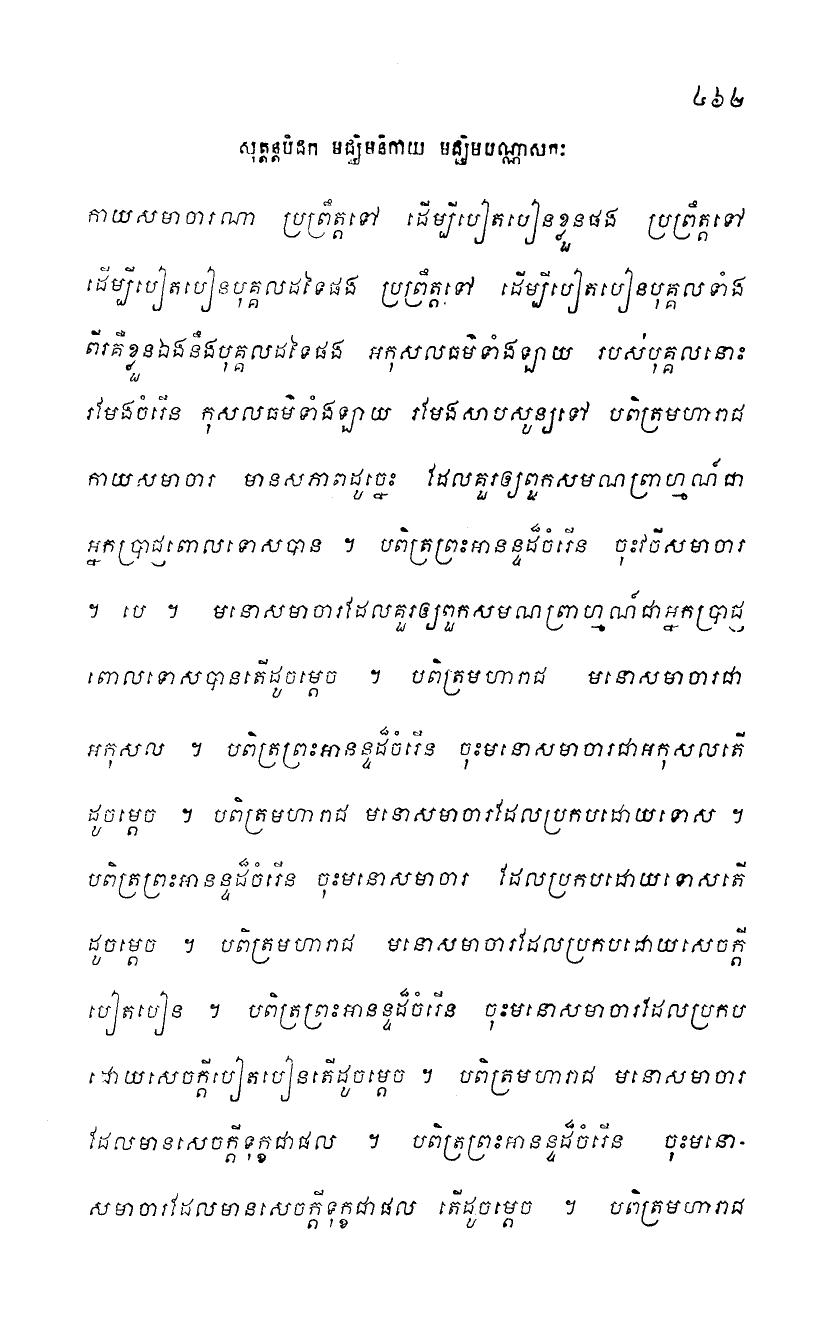 ៤៦២
សុត្តន្តបិដក មជ្ឈិមនិកាយ មជ្ឈិមបណ្ណាសកៈ
កាយសមាចារណា ប្រព្រឹត្តទៅ ដើម្បីបៀតបៀនខ្លួនផង ប្រព្រឹត្តទៅ
ដើម្បីបៀតបៀនបុគ្គលដទៃផង ប្រព្រឹត្តទៅ ដើម្បីបៀតបៀនបុគ្គលទាំង
ពីរគឺខ្លួនឯងនឹងបុគ្គលដទៃផង អកុសលធម៌ទាំងឡាយ របស់បុគ្គលនោះ
រមែងចំរើន កុសលធម៌ទាំងឡាយ រមែងសាបសូន្យទៅ បពិត្រមហារាជ
កាយសមាចារ មានសភាពដូច្នេះ ដែលគួរឲ្យពួកសមណព្រាហ្មណ៍ជា
អ្នកប្រាជ្ញពោលទោសបាន ។ បពិត្រព្រះអានន្ទដ៏ចំរើន ចុះវចីសមាចារ
។ បេ ។ មនោសមាចារដែលគួរឲ្យពួកសមណព្រាហ្មណ៍ជាអ្នកប្រាជ្ញ
ពោលទោសបានតើដូចម្តេច ។ បពិត្រមហារាជ មនោសមាចារជា
អកុសល ។ បពិត្រព្រះអានន្ទដ៏ចំរើន ចុះមនោសមាចារជាអកុសលតើ
ដូចម្តេច ។ បពិត្រមហារាជ មនោសមាចារដែលប្រកបដោយទោស ។
បពិត្រព្រះអានន្ទដ៏ចំរើន ចុះមនោសមាចារ ដែលប្រកបដោយទោសតើ
ដូចម្តេច ។ បពិត្រមហារាជ មនោសមាចារដែលប្រកបដោយសេចក្តី
បៀតបៀន ។ បពិត្រព្រះអានន្ទដ៏ចំរើន ចុះមនោសមាចារដែលប្រកប
ដោយសេចក្តីបៀតបៀនតើដូចម្តេច ។ បពិត្រមហារាជ មនោសមាចារ
ដែលមានសេចក្តីទុក្ខជាផល ។ បពិត្រព្រះអានន្ទដ៏ចំរើន ចុះមនោ-
សមាចារដែលមានសេចក្តីទុក្ខជាផល តើដូចម្តេច ។ បពិត្រមហារាជ